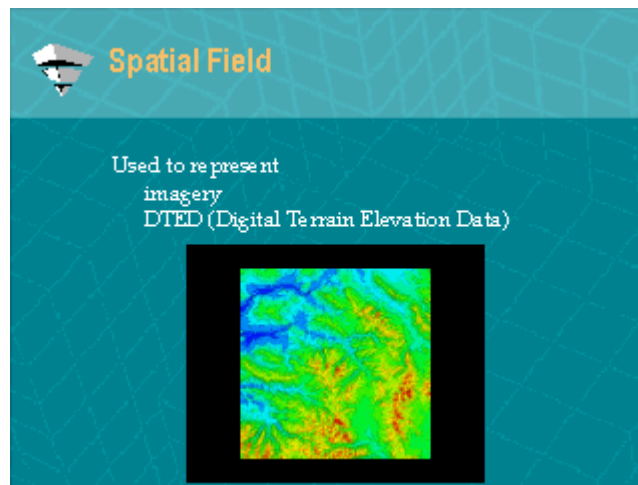 Spatial Field
Used to represent
imagery
DTED (Digital Terrain Elevation Data)